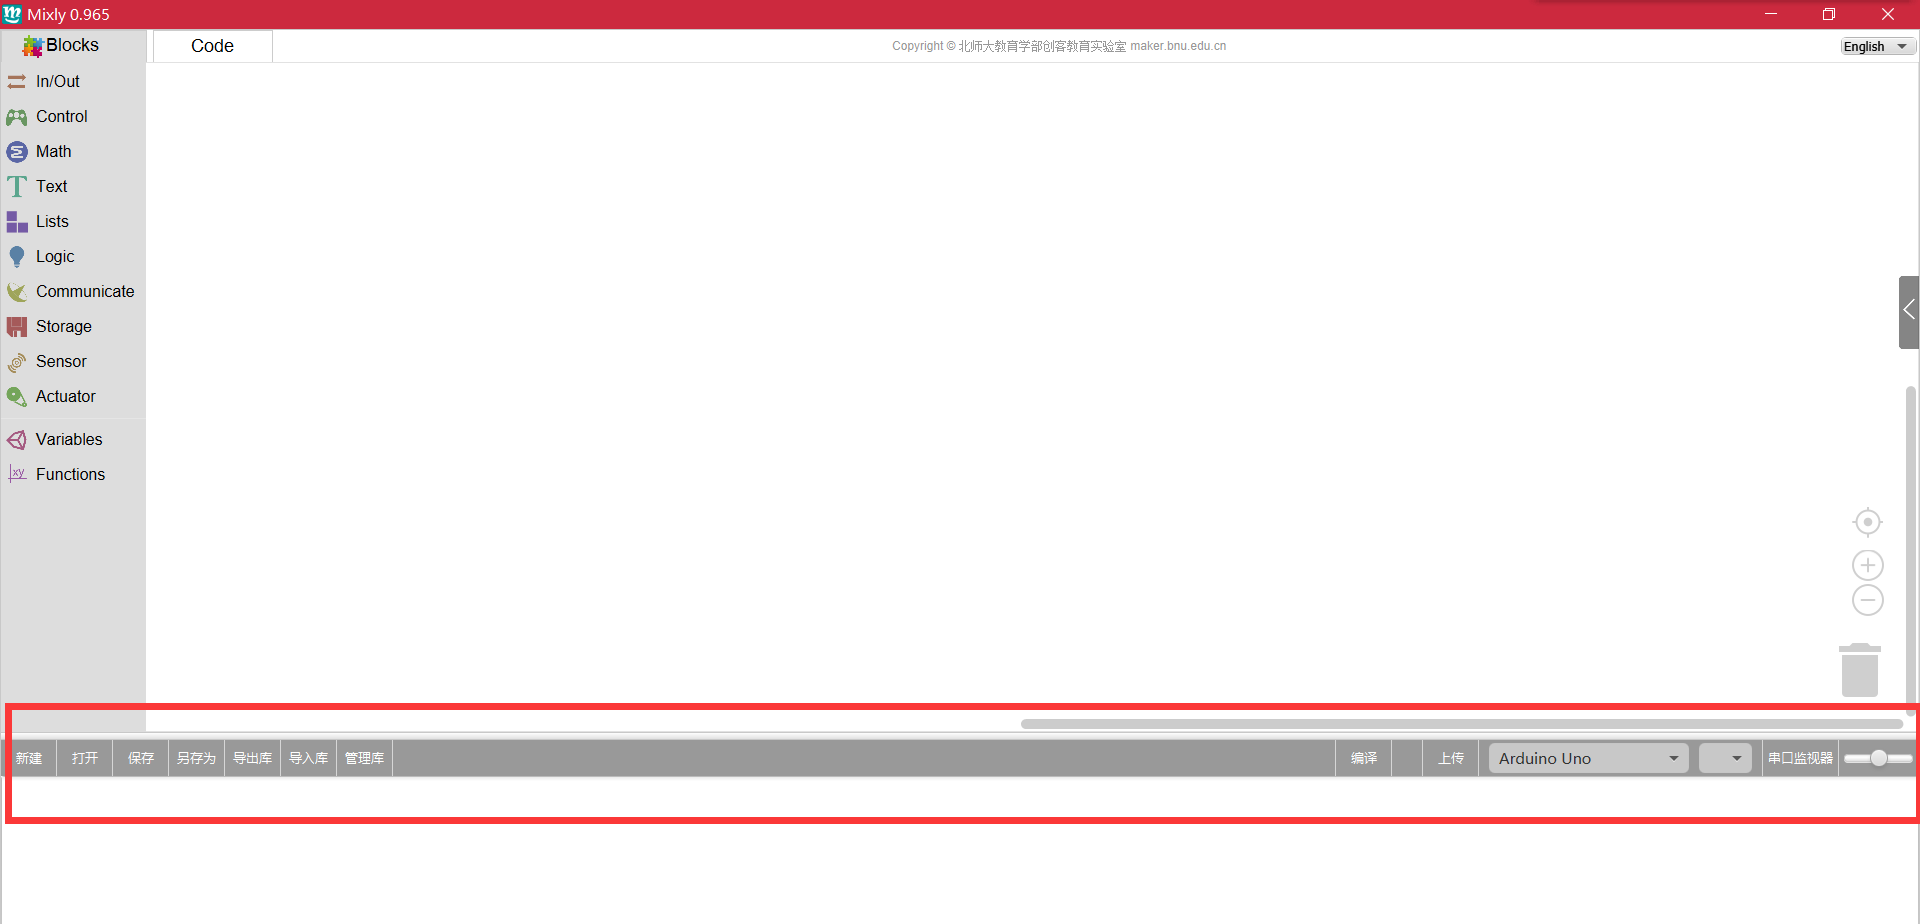 Mixly 0.965
Blocks
Code
Copyright © 北师大教育学部创客教育实验室 maker.bnu.edu.cn
English
In/Out
Control
Math
Text
Lists
Logic
Communicate
Storage
Sensor
Actuator
Variables
Functions
新建 打开 保存 另存为 导出库 导入库 管理库 编译 上传 Arduino Uno 串口监视器